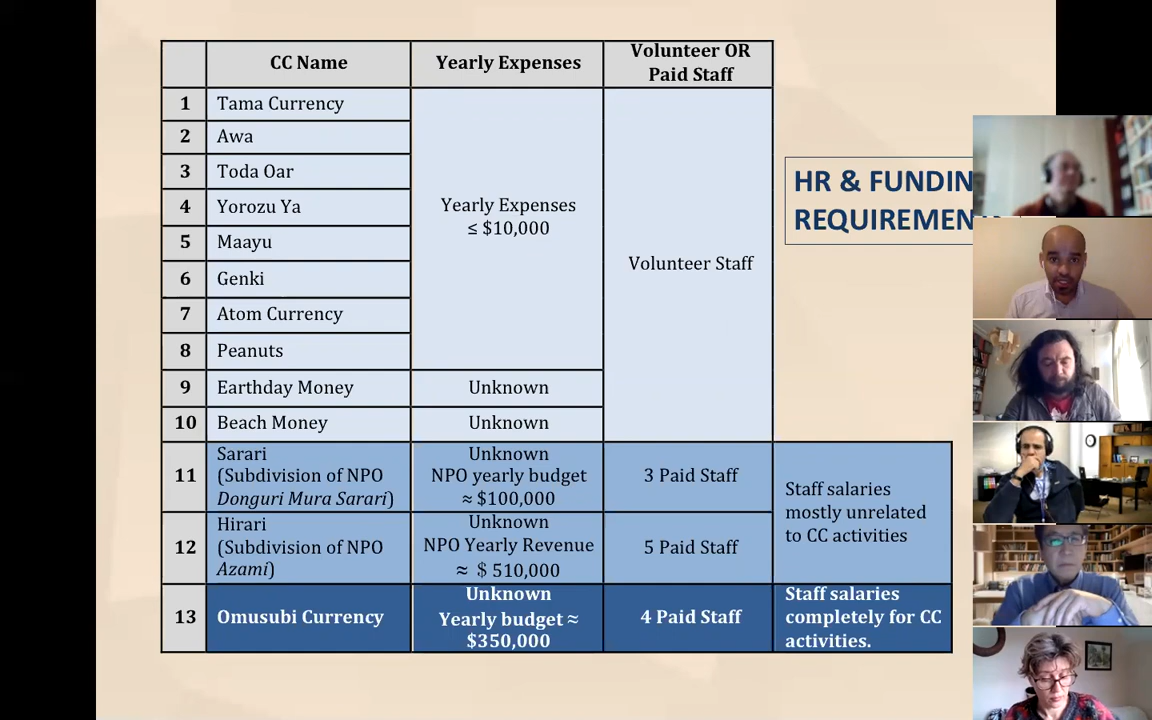 CC Name
Yearly Expenses
Volunteer OR
Paid Staff
1
Tama Currency
2
Awa
3
Toda Oar
4
Yorozu Ya
5
Maayu
6
Genki
7
Atom Currency
8
Peanuts
Yearly Expenses
≤ $10,000
Volunteer Staff
9
Earthday Money
Unknown
10
Beach Money
Unknown
11
Sarari
(Subdivision of NPO
Donguri Mura Sarari)
Unknown
NPO yearly budget
≈ $100,000
3 Paid Staff
12
Hirari
(Subdivision of NPO
Azami)
Unknown
NPO Yearly Revenue
≈ $ 510,000
5 Paid Staff
Staff salaries
mostly unrelated
to CC activities
13
Omusubi Currency
Unknown
Yearly budget ≈
$350,000
4 Paid Staff
Staff salaries
completely for CC
activities.
HR & FUNDIN
REQUIREMEN